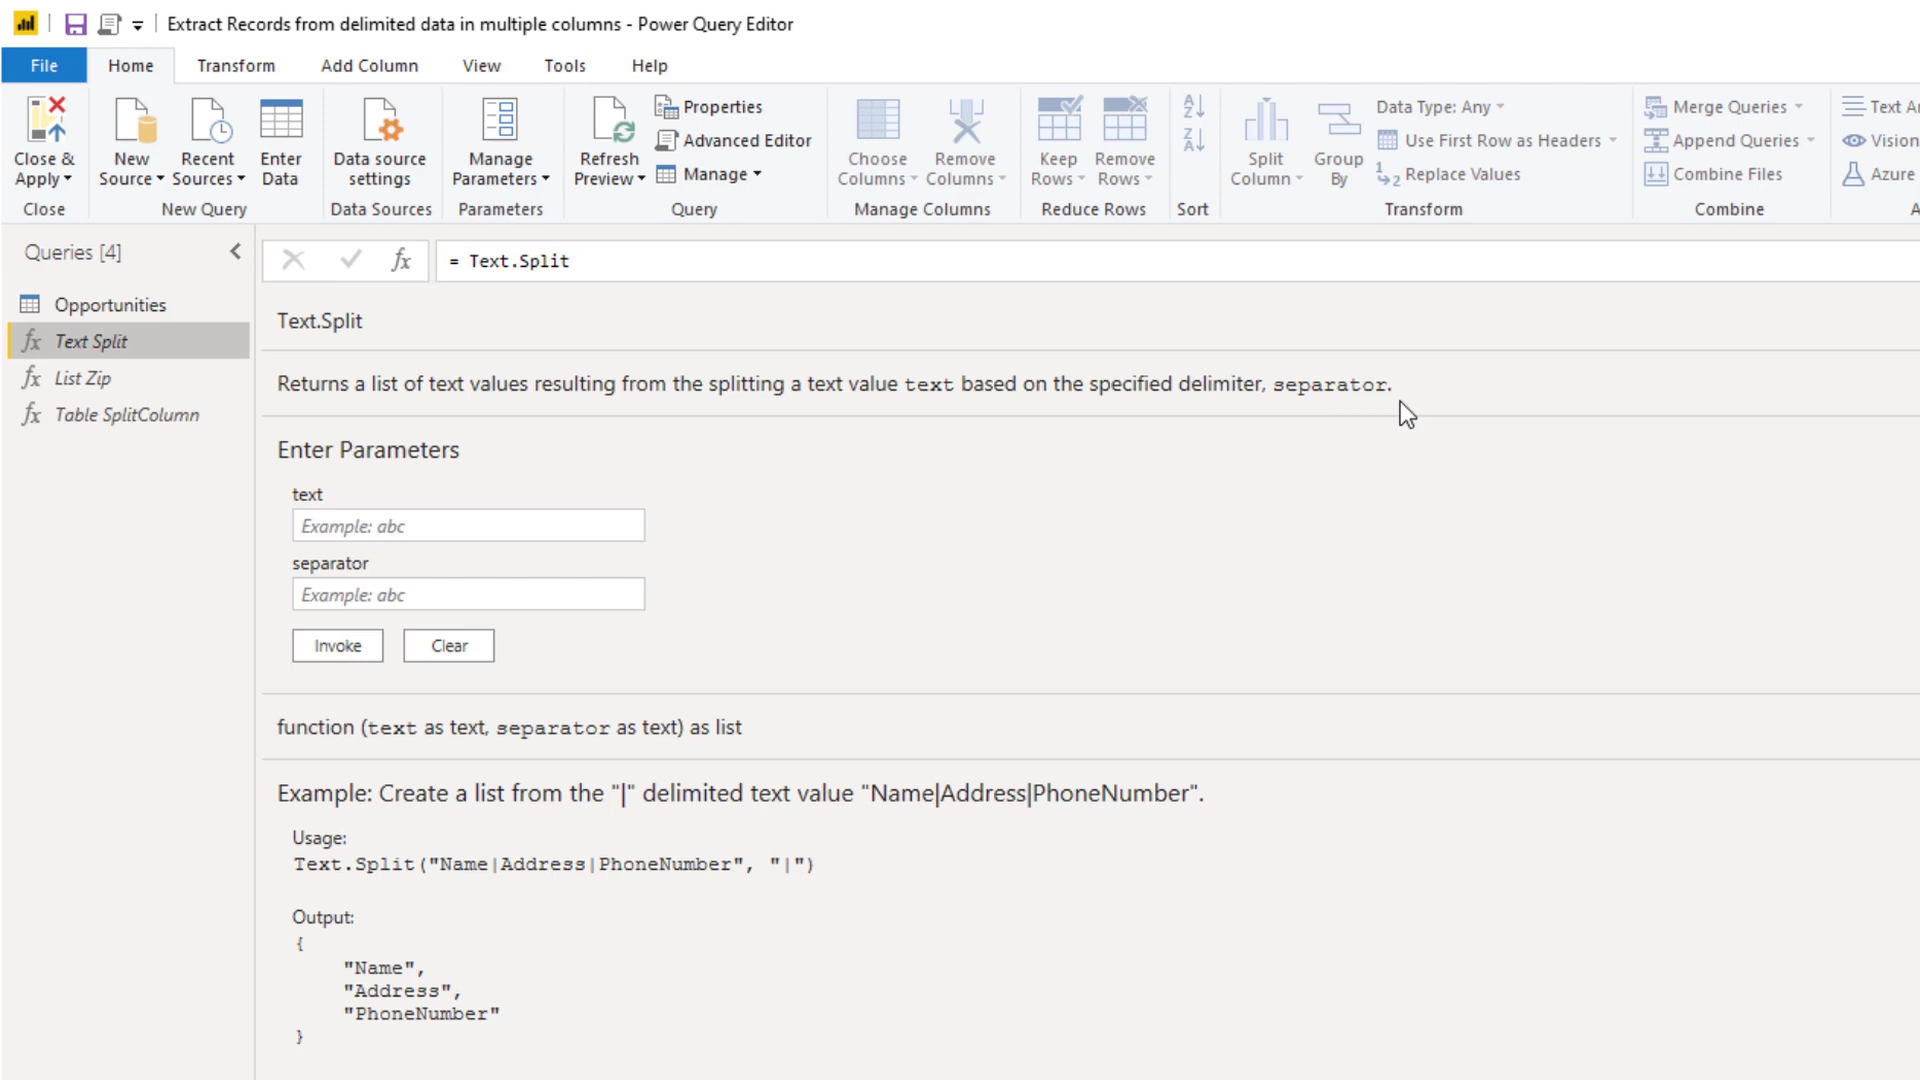 Extract Records from delimited data in multiple columns - Power Query Editor
File Home Transform Add Column View Tools Help
Close & Apply
New Source
Recent Sources
Enter Data
Data source settings
Manage Parameters
Refresh Preview
Properties
Advanced Editor
Manage
Choose Columns
Remove Columns
Keep Rows
Remove Rows
Split Column
Group By
Data Type: Any
Use First Row as Headers
Replace Values
Merge Queries
Append Queries
Combine Files
Text
Vision
Azure
Close New Query Data Sources Parameters Query Manage Columns Reduce Rows Sort Transform Combine
Queries [4]
Opportunities
Text Split
List Zip
Table SplitColumn
fx = Text.Split
Text.Split
Returns a list of text values resulting from the splitting a text value text based on the specified delimiter, separator.
Enter Parameters
text
Example: abc
separator
Example: abc
Invoke Clear
function (text as text, separator as text) as list
Example: Create a list from the "|" delimited text value "Name|Address|PhoneNumber".
Usage:
Text.Split("Name|Address|PhoneNumber", "|")
Output:
{
"Name",
"Address",
"PhoneNumber"
}